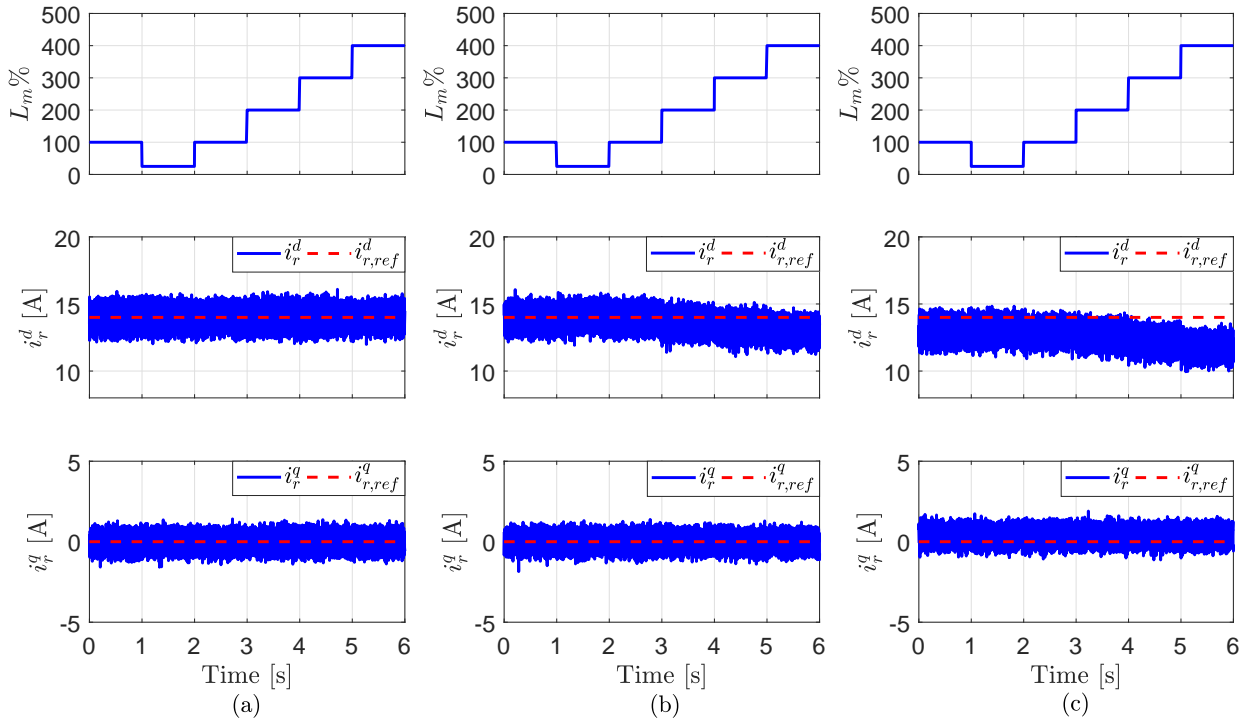 500
400
300
200
100
0
L_m%
500
400
300
200
100
0
L_m%
500
400
300
200
100
0
L_m%
20
15
10
i_r^d [A]
i_r^d i_{r,ref}^d
20
15
10
i_r^d [A]
i_r^d i_{r,ref}^d
20
15
10
i_r^d [A]
i_r^d i_{r,ref}^d
5
0
-5
i_r^q [A]
i_r^q i_{r,ref}^q
0 1 2 3 4 5 6
Time [s]
(a)
5
0
-5
i_r^q [A]
i_r^q i_{r,ref}^q
0 1 2 3 4 5 6
Time [s]
(b)
5
0
-5
i_r^q [A]
i_r^q i_{r,ref}^q
0 1 2 3 4 5 6
Time [s]
(c)